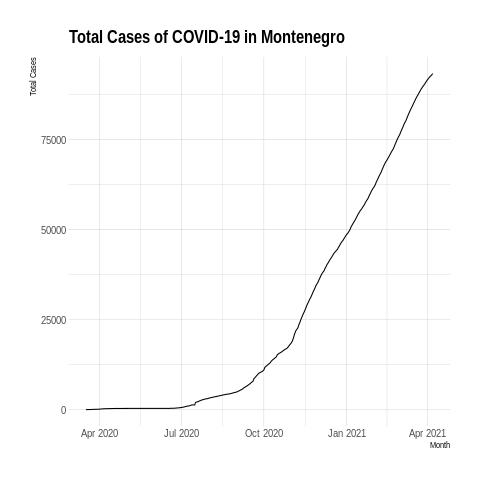 Total Cases of COVID-19 in Montenegro
Total Cases
75000
50000
25000
0
Apr 2020 Jul 2020 Oct 2020 Jan 2021 Apr 2021
Month